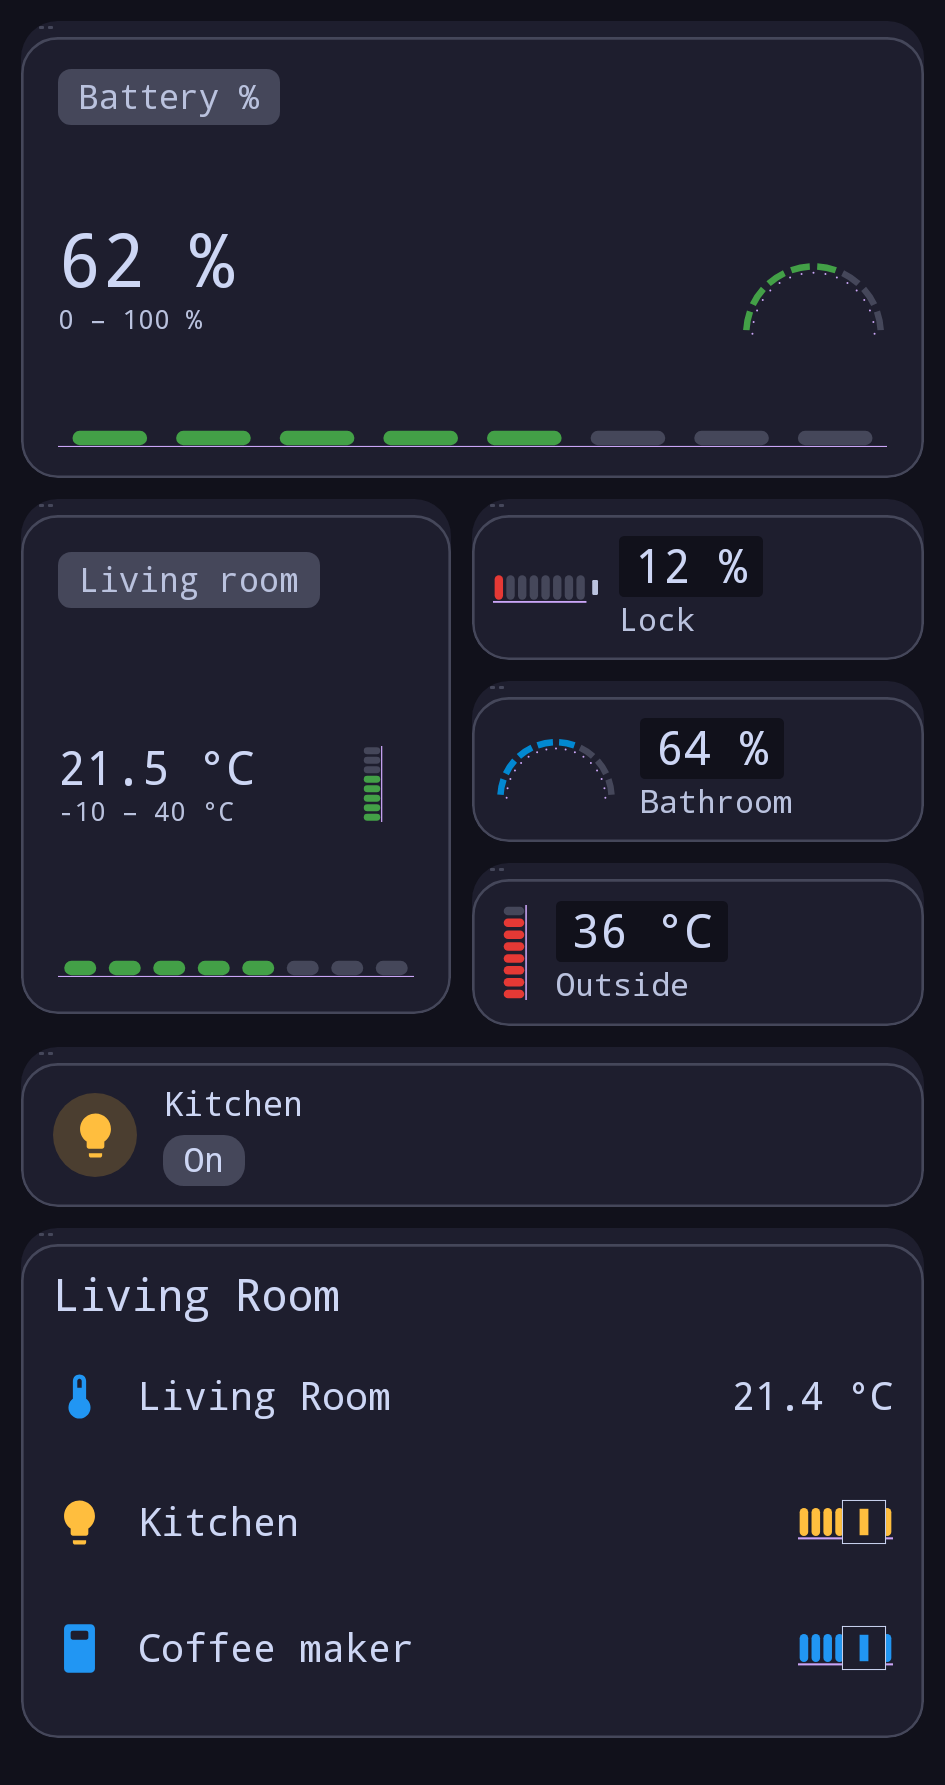 Battery %
62 %
0 – 100 %
Living room
21.5 °C
-10 – 40 °C
12 %
Lock
64 %
Bathroom
36 °C
Outside
Kitchen
On
Living Room
Living Room 21.4 °C
Kitchen
Coffee maker